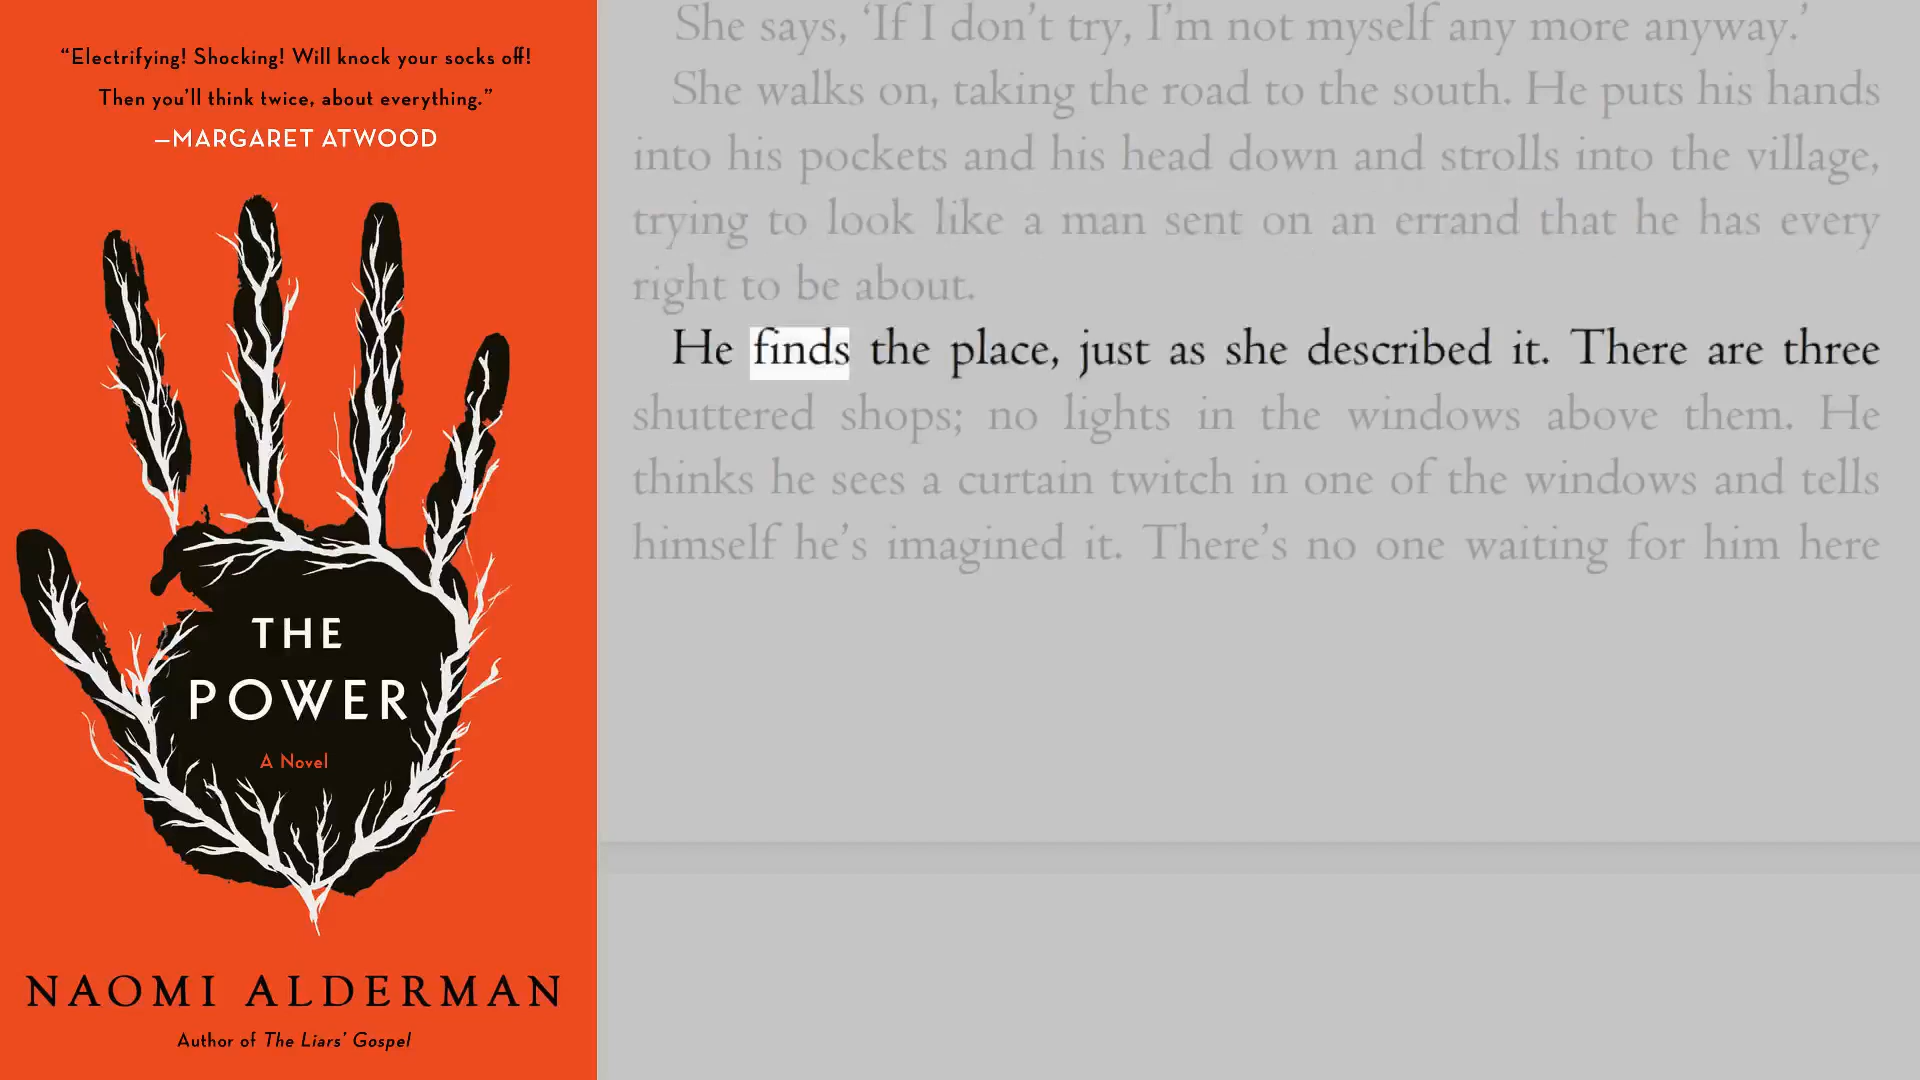 “Electrifying! Shocking! Will knock your socks off!
Then you’ll think twice, about everything.”
—MARGARET ATWOOD
THE
POWER
A Novel
NAOMI ALDERMAN
Author of The Liars’ Gospel
She says, ‘If I don’t try, I’m not myself any more anyway.’
She walks on, taking the road to the south. He puts his hands
into his pockets and his head down and strolls into the village,
trying to look like a man sent on an errand that he has every
right to be about.
He finds the place, just as she described it. There are three
shuttered shops; no lights in the windows above them. He
thinks he sees a curtain twitch in one of the windows and tells
himself he’s imagined it. There’s no one waiting for him here